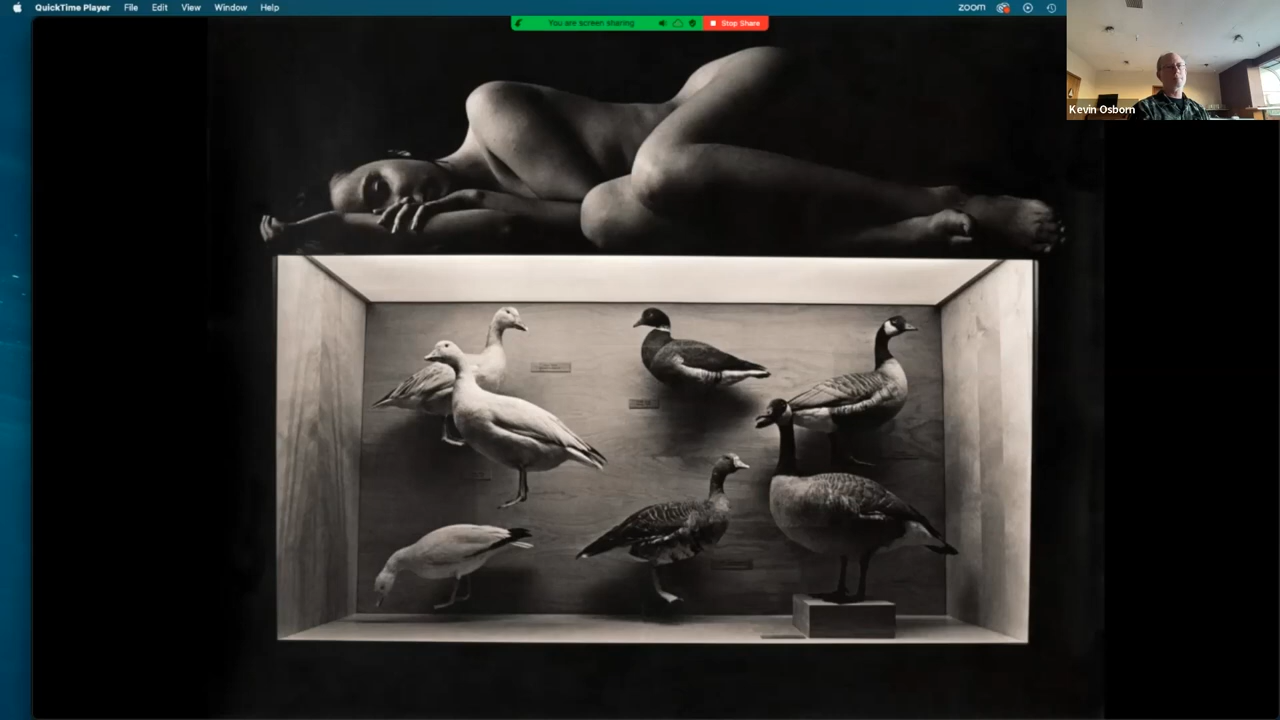 QuickTime Player File Edit View Window Help
zoom
You are screen sharing
Stop Share
Kevin Osborn